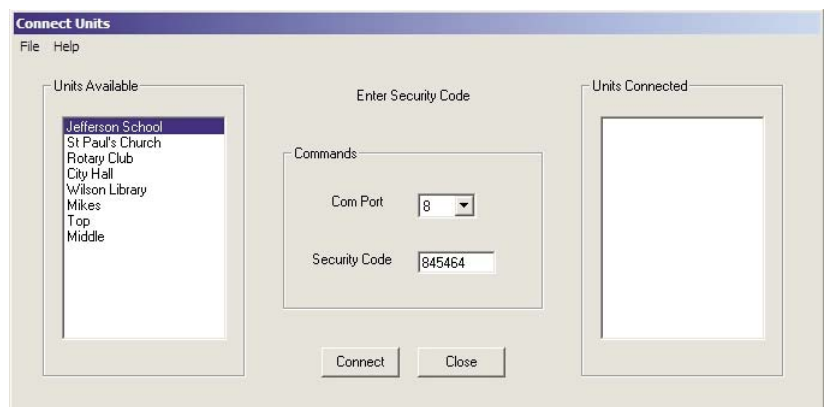 Connect Units
File Help
Units Available
Jefferson School
St Paul's Church
Rotary Club
City Hall
Wilson Library
Mikes
Top
Middle
Enter Security Code
Commands
Com Port 8
Security Code 845464
Connect Close
Units Connected